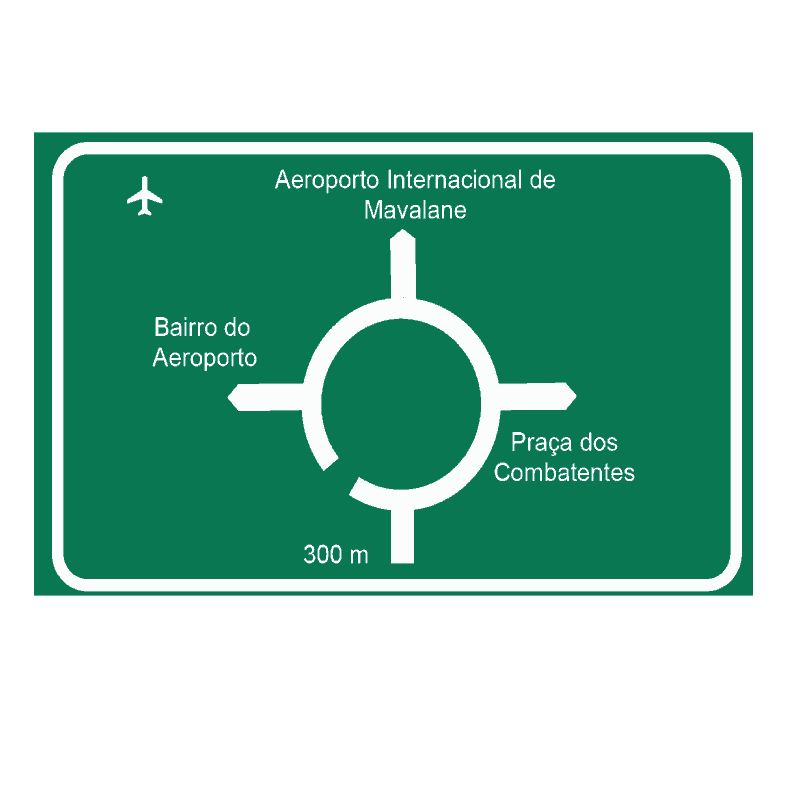 Aeroporto Internacional de
Mavalane
Bairro do
Aeroporto
Praça dos
Combatentes
300 m